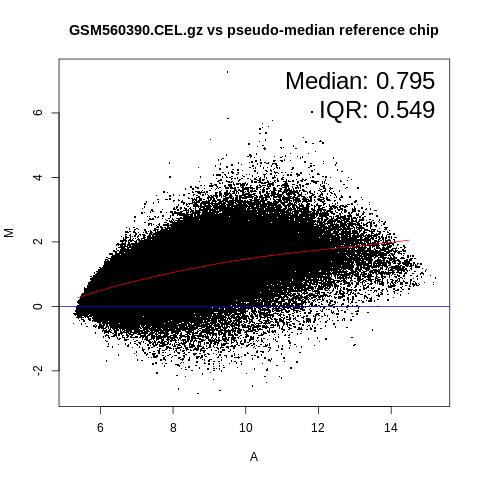 GSM560390.CEL.gz vs pseudo-median reference chip
Median: 0.795
IQR: 0.549
6
4
2
0
-2
M
6 8 10 12 14
A